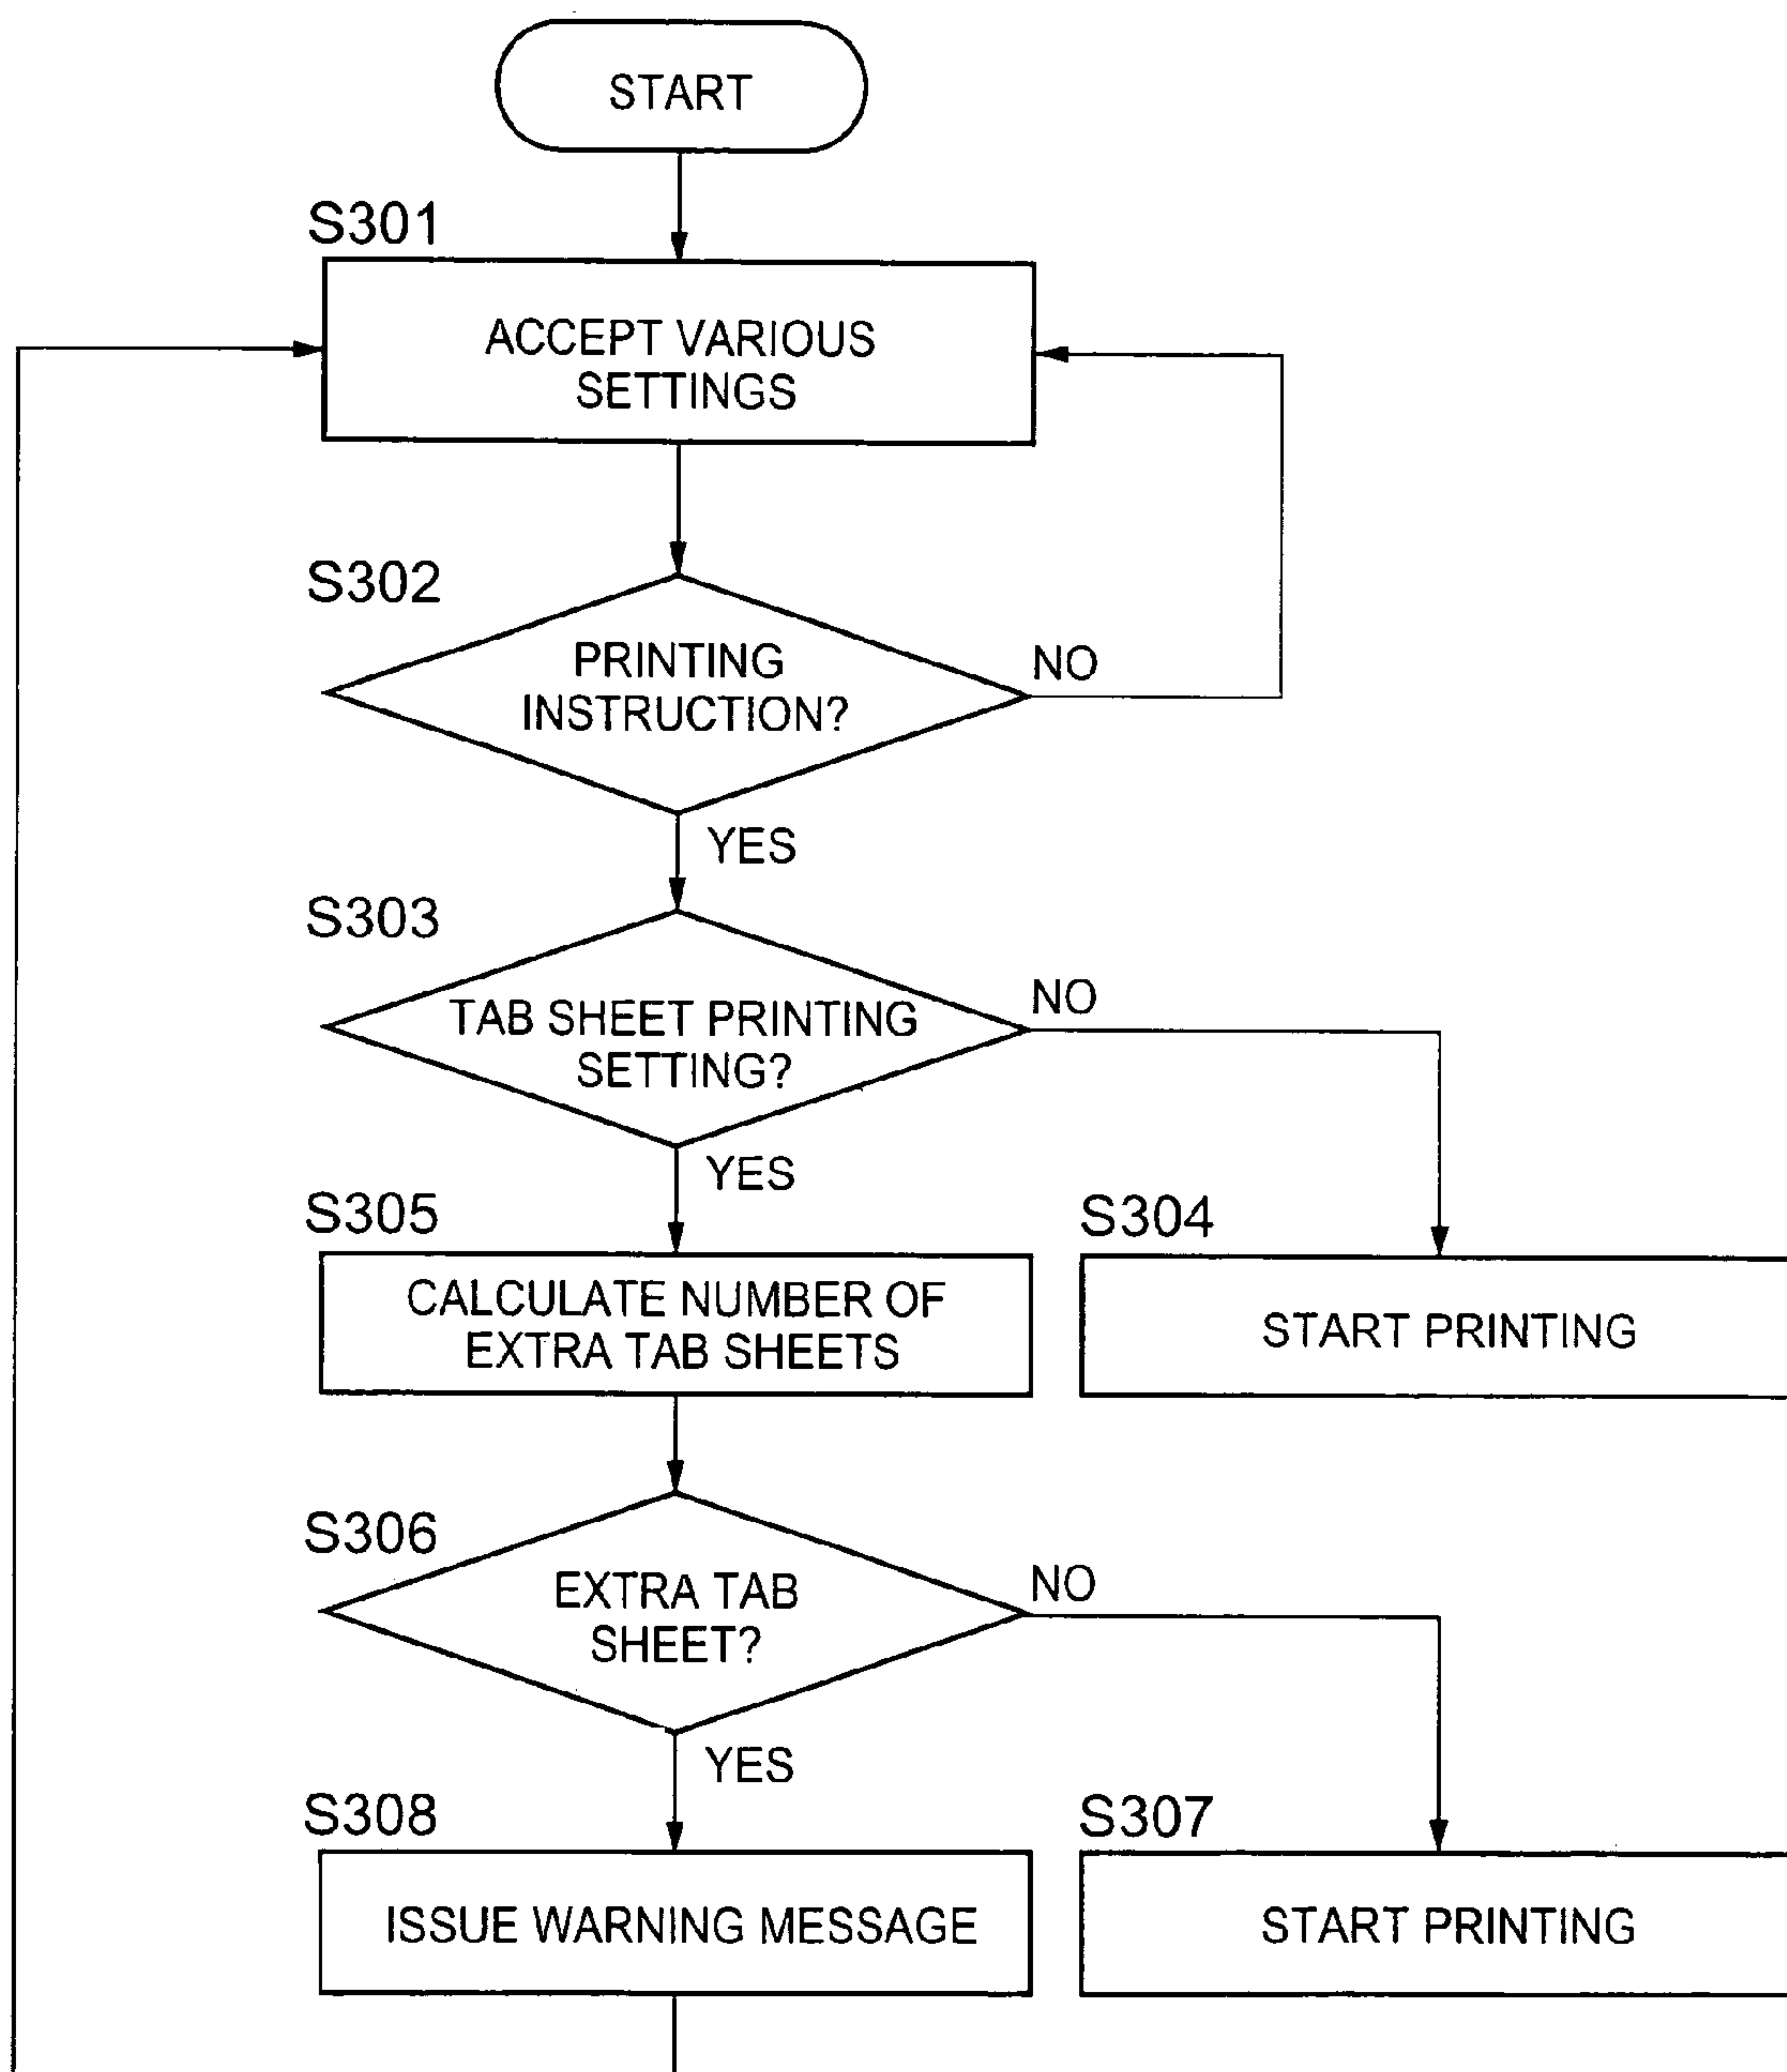 START
S301
ACCEPT VARIOUS
SETTINGS
S302
PRINTING
INSTRUCTION?
NO
YES
S303
TAB SHEET PRINTING
SETTING?
NO
YES
S305
CALCULATE NUMBER OF
EXTRA TAB SHEETS
S304
START PRINTING
S306
EXTRA TAB
SHEET?
NO
YES
S308
ISSUE WARNING MESSAGE
S307
START PRINTING